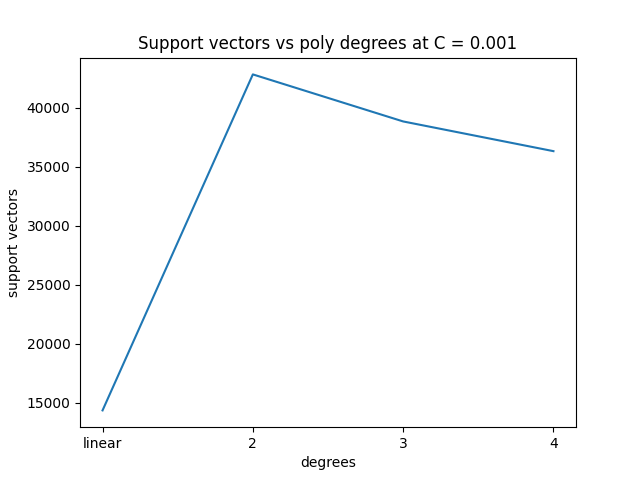 Support vectors vs poly degrees at C = 0.001
support vectors
40000
35000
30000
25000
20000
15000
linear 2 3 4
degrees